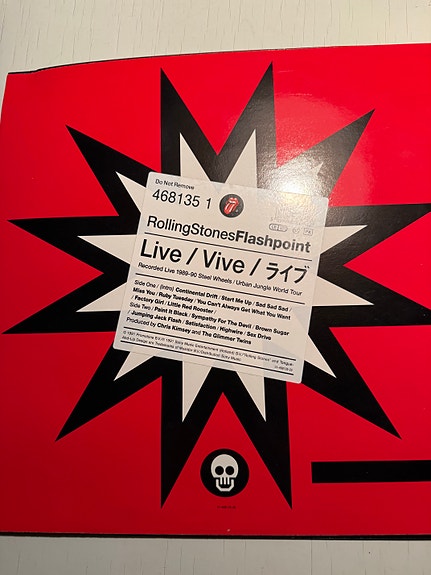 Do Not Remove
468135 1
RollingStonesFlashpoint
Live / Vive / ライブ
Recorded Live 1989-90 Steel Wheels / Urban Jungle World Tour
Side One / (Intro) Continental Drift / Start Me Up / Sad Sad Sad /
Miss You / Ruby Tuesday / You Can't Always Get What You Want
/ Factory Girl / Little Red Rooster /
Side Two / Paint It Black / Sympathy For The Devil / Brown Sugar
/ Jumping Jack Flash / Satisfaction / Highwire / Sex Drive
Produced by Chris Kimsey and The Glimmer Twins